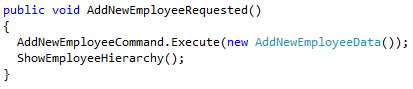 public void AddNewEmployeeRequested()
{
  AddNewEmployeeCommand.Execute(new AddNewEmployeeData());
  ShowEmployeeHierarchy();
}